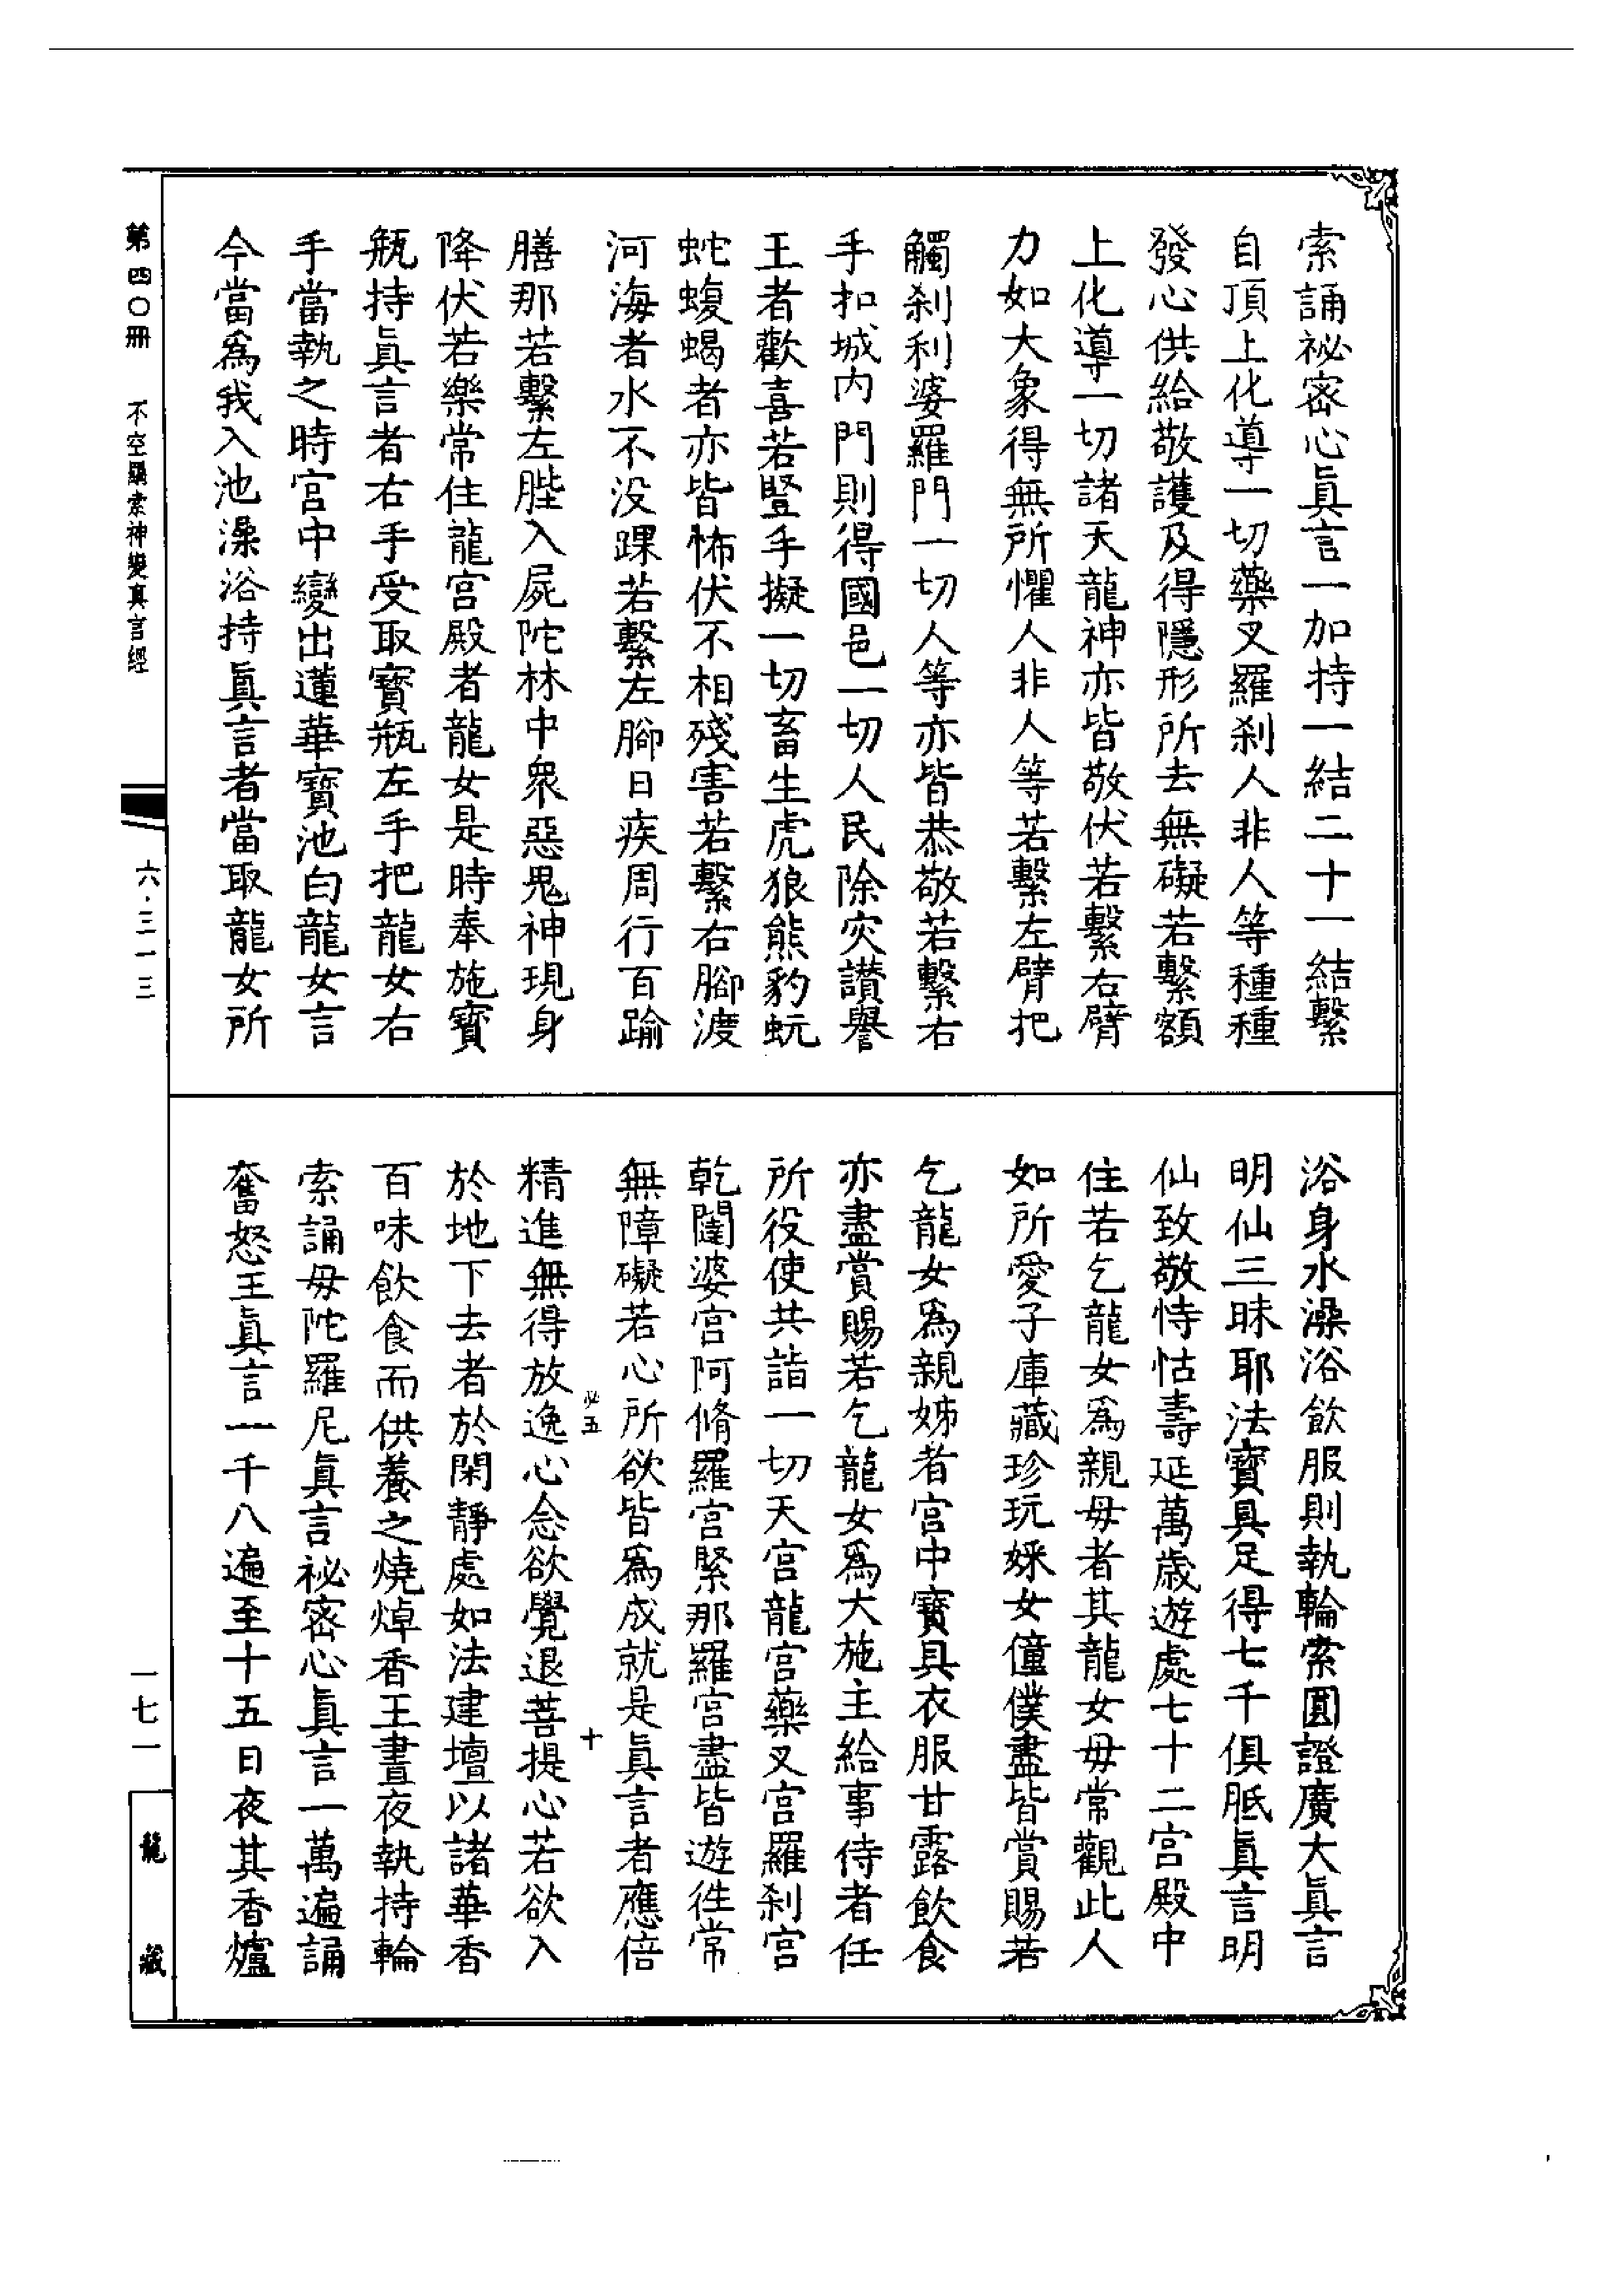 索誦祕密心眞言一加持一結二十一結繫
自頂上化導一切藥叉羅刹人非人等種種
發心供給敬護及得隱形所去無礙若繫額
上化導一切諸天龍神亦皆敬伏若繫右臂
力如大象得無所懼人非人等若繫左臂把
觸刹利婆羅門一切人等亦皆恭敬若繫右
手扣城内門則得國邑一切人民除灾讚譽
王者歡喜若豎手擬一切畜生虎狼熊豹蚖
蛇蝮蝎者亦皆怖伏不相殘害若繫右腳渡
河海者水不没踝若繫左腳日疾周行百踰
膳那若繫左䏶入屍陀林中衆惡鬼神現身
降伏若樂常住龍宮殿者龍女是時奉施寶
瓶持眞言者右手受取寶瓶左手把龍女右
手當執之時宮中變出蓮華寶池白龍女言
今當爲我入池澡浴持眞言者當取龍女所
浴身水澡浴飲服則執輪索圓證廣大眞言
明仙三昧耶法寶具足得七千俱胝眞言明
仙致敬恃怙壽延萬歲遊處七十二宮殿中
住若乞龍女爲親毋者其龍女毋常觀此人
如所愛子庫藏珍玩婇女僮僕盡皆賞賜若
乞龍女爲親姊者宮中寶具衣服甘露飲食
亦盡賞賜若乞龍女爲大施主給事侍者任
所役使共詣一切天宮龍宮藥叉宮羅刹宮
乾闥婆宮阿脩羅宮緊那羅宮盡皆遊徃常
無障礙若心所欲皆爲成就是眞言者應倍
必五 十
精進無得放逸心念欲覺退菩提心若欲入
於地下去者於閑靜處如法建壇以諸華香
百味飲食而供養之燒焯香王晝夜執持輪
索誦毋陀羅尼眞言祕密心眞言一萬遍誦
奮怒王眞言一千八遍至十五日夜其香爐
第四〇冊 不空羂索神變真言經
六·三一三
一七一
龍藏